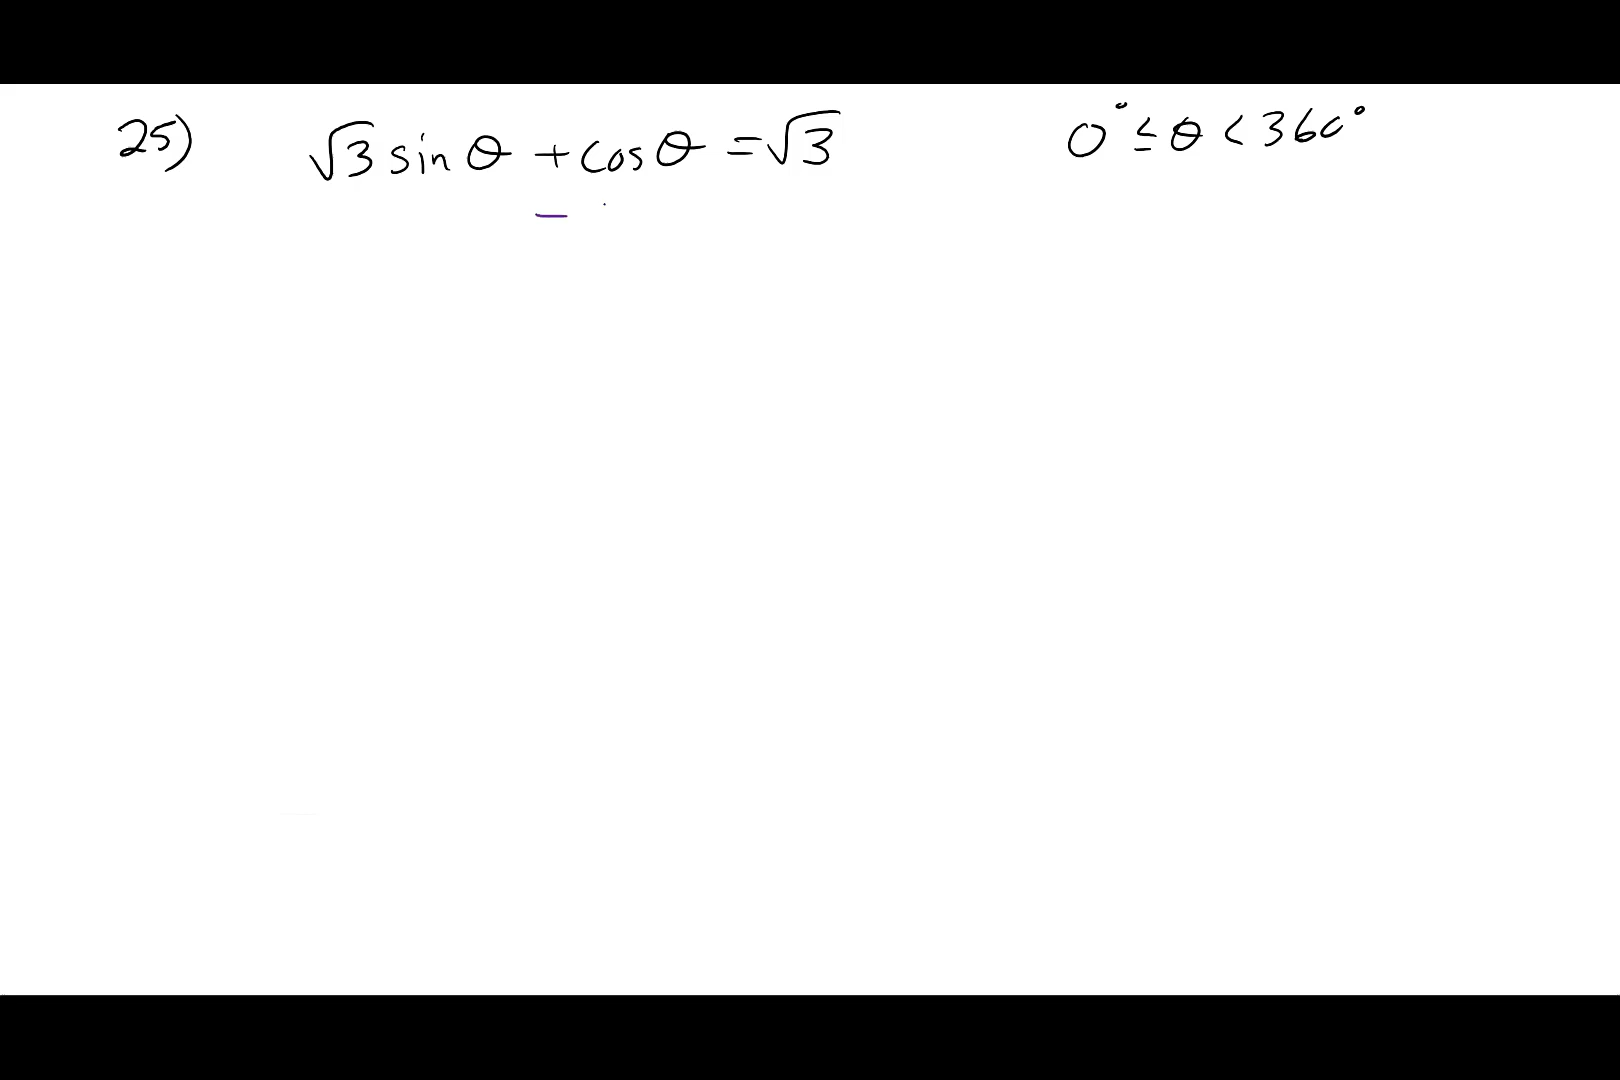 25) √3 sin θ + cos θ = √3 0° ≤ θ < 360°
−